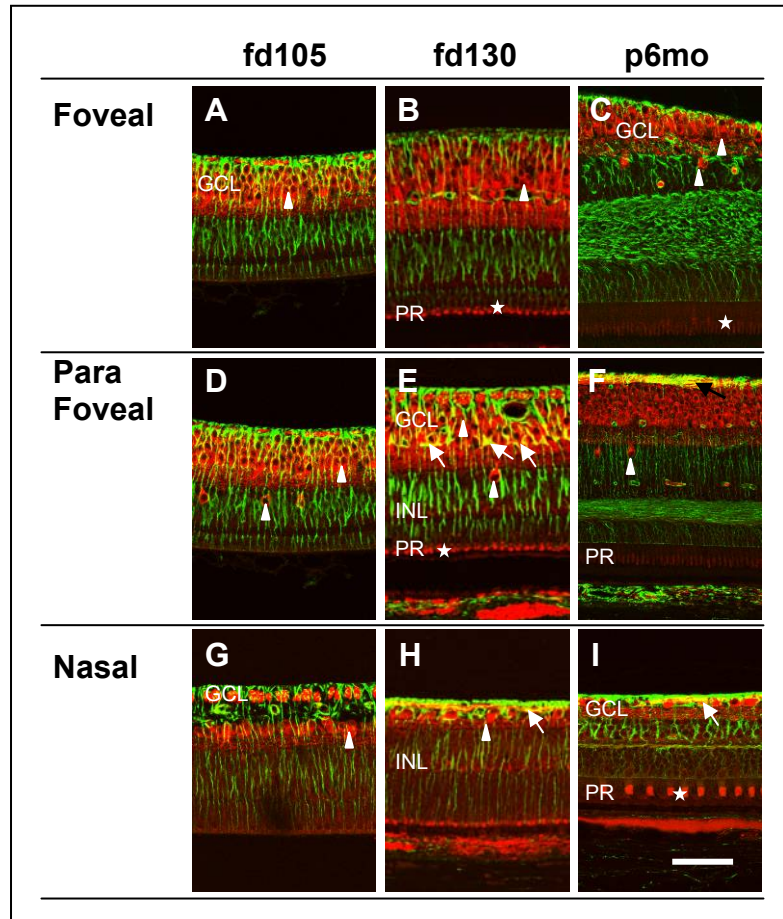 fd105 fd130 p6mo
Foveal
A B C
GCL GCL
PR
Para
Foveal
D E F
GCL
INL
PR PR
Nasal
G H I
GCL GCL
INL
PR